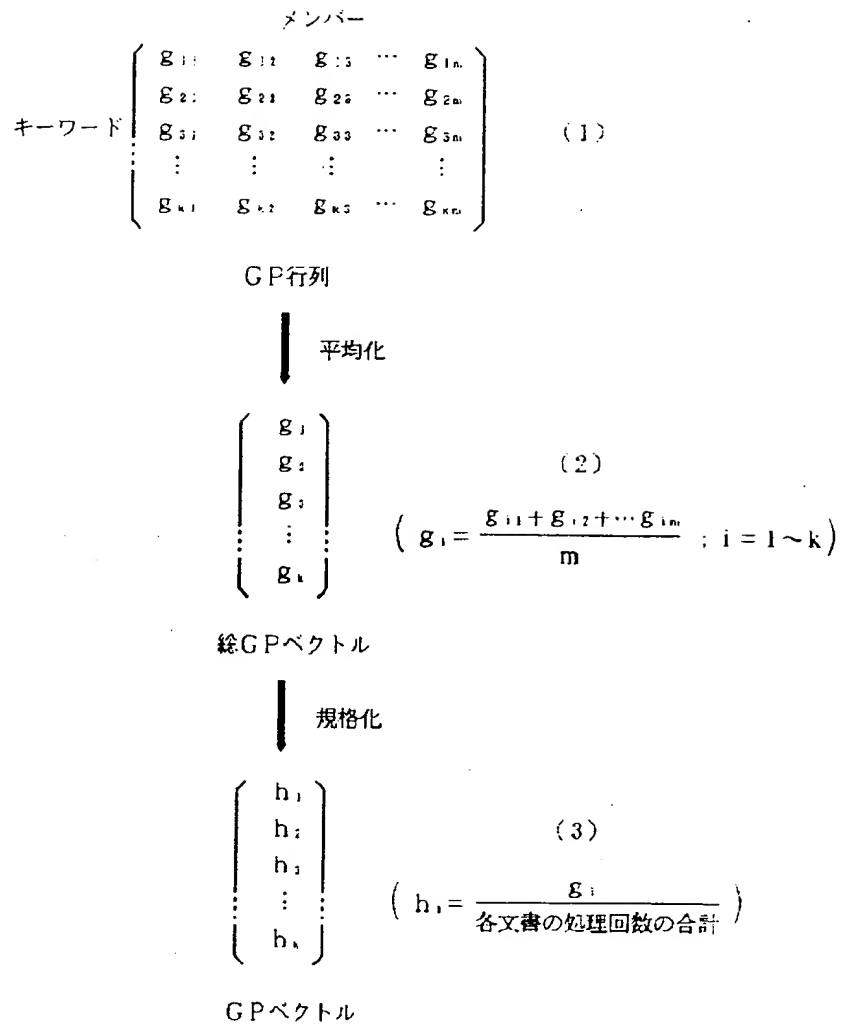 メンバー
g₁₁ g₁₂ g₁₃ … g₁ₘ
g₂₁ g₂₂ g₂₃ … g₂ₘ
キーワード g₃₁ g₃₂ g₃₃ … g₃ₘ (1)
⋮ ⋮ ⋮ ⋮
gₖ₁ gₖ₂ gₖ₃ … gₖₘ
GP行列
平均化
g₁
g₂ (2)
g₃
⋮ ( gᵢ = gᵢ₁+gᵢ₂+…gᵢₘ / m ; i = 1~k )
gₖ
総GPベクトル
規格化
h₁
h₂ (3)
h₃
⋮ ( hᵢ = gᵢ / 各文書の処理回数の合計 )
hₖ
GPベクトル